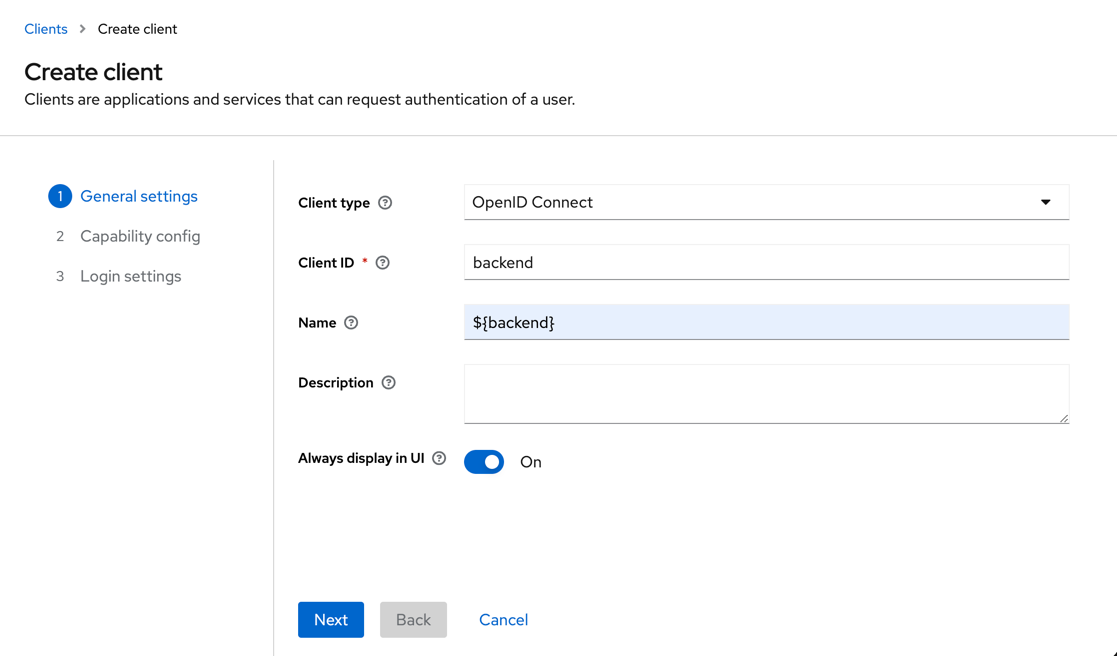 Clients > Create client
Create client
Clients are applications and services that can request authentication of a user.
1 General settings
2 Capability config
3 Login settings
Client type ? OpenID Connect
Client ID * ? backend
Name ? ${backend}
Description ?
Always display in UI ? On
Next Back Cancel